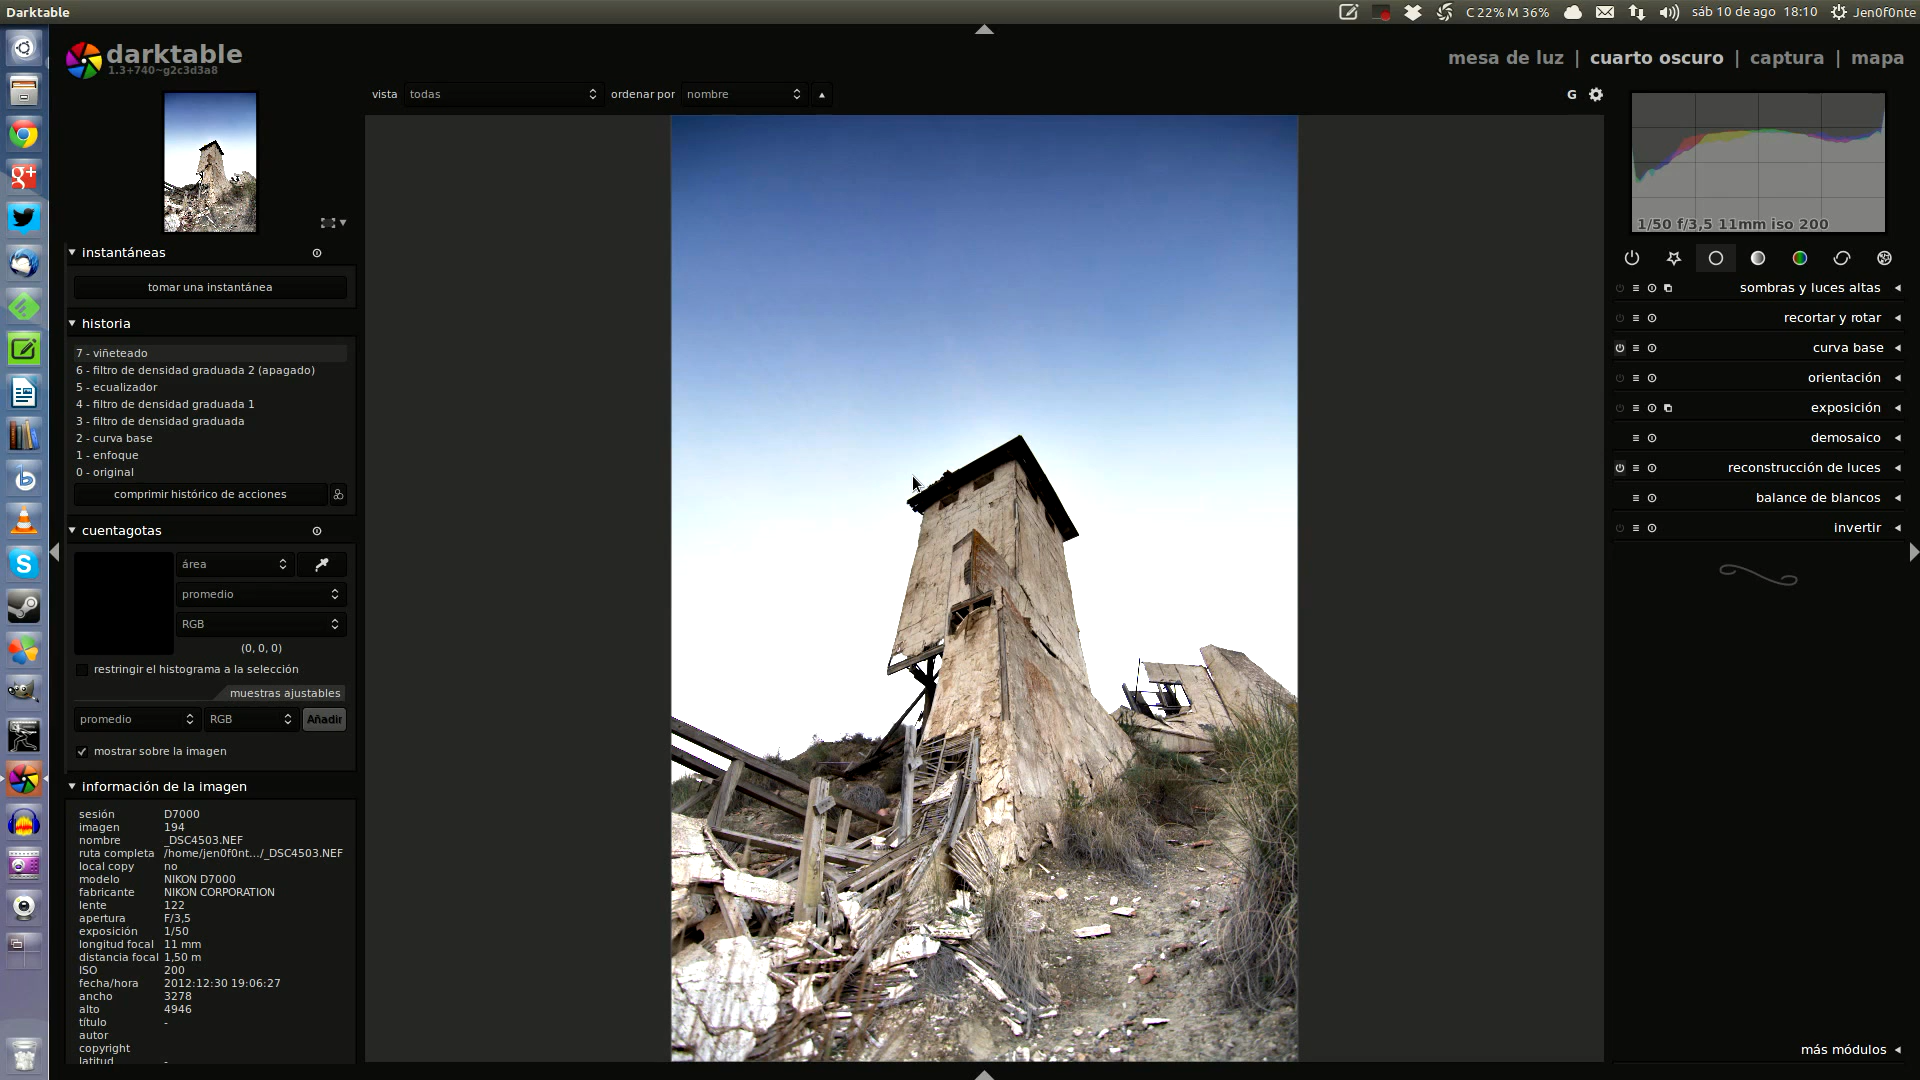 Darktable
C 22% M 36%
sáb 10 de ago 18:10
Jen0f0nte
darktable
1.3+740~g2c3d3a8
mesa de luz | cuarto oscuro | captura | mapa
vista todas ordenar por nombre
G
1/50 f/3,5 11mm iso 200
instantáneas
tomar una instantánea
historia
7 - viñeteado
6 - filtro de densidad graduada 2 (apagado)
5 - ecualizador
4 - filtro de densidad graduada 1
3 - filtro de densidad graduada
2 - curva base
1 - enfoque
0 - original
comprimir histórico de acciones
cuentagotas
área
promedio
RGB
(0, 0, 0)
restringir el histograma a la selección
muestras ajustables
promedio RGB Añadir
mostrar sobre la imagen
información de la imagen
sesión D7000
imagen 194
nombre _DSC4503.NEF
ruta completa /home/jen0f0nt.../_DSC4503.NEF
local copy no
modelo NIKON D7000
fabricante NIKON CORPORATION
lente 122
apertura F/3,5
exposición 1/50
longitud focal 11 mm
distancia focal 1,50 m
ISO 200
fecha/hora 2012:12:30 19:06:27
ancho 3278
alto 4946
título -
autor
copyright
latitud -
sombras y luces altas
recortar y rotar
curva base
orientación
exposición
demosaico
reconstrucción de luces
balance de blancos
invertir
más módulos